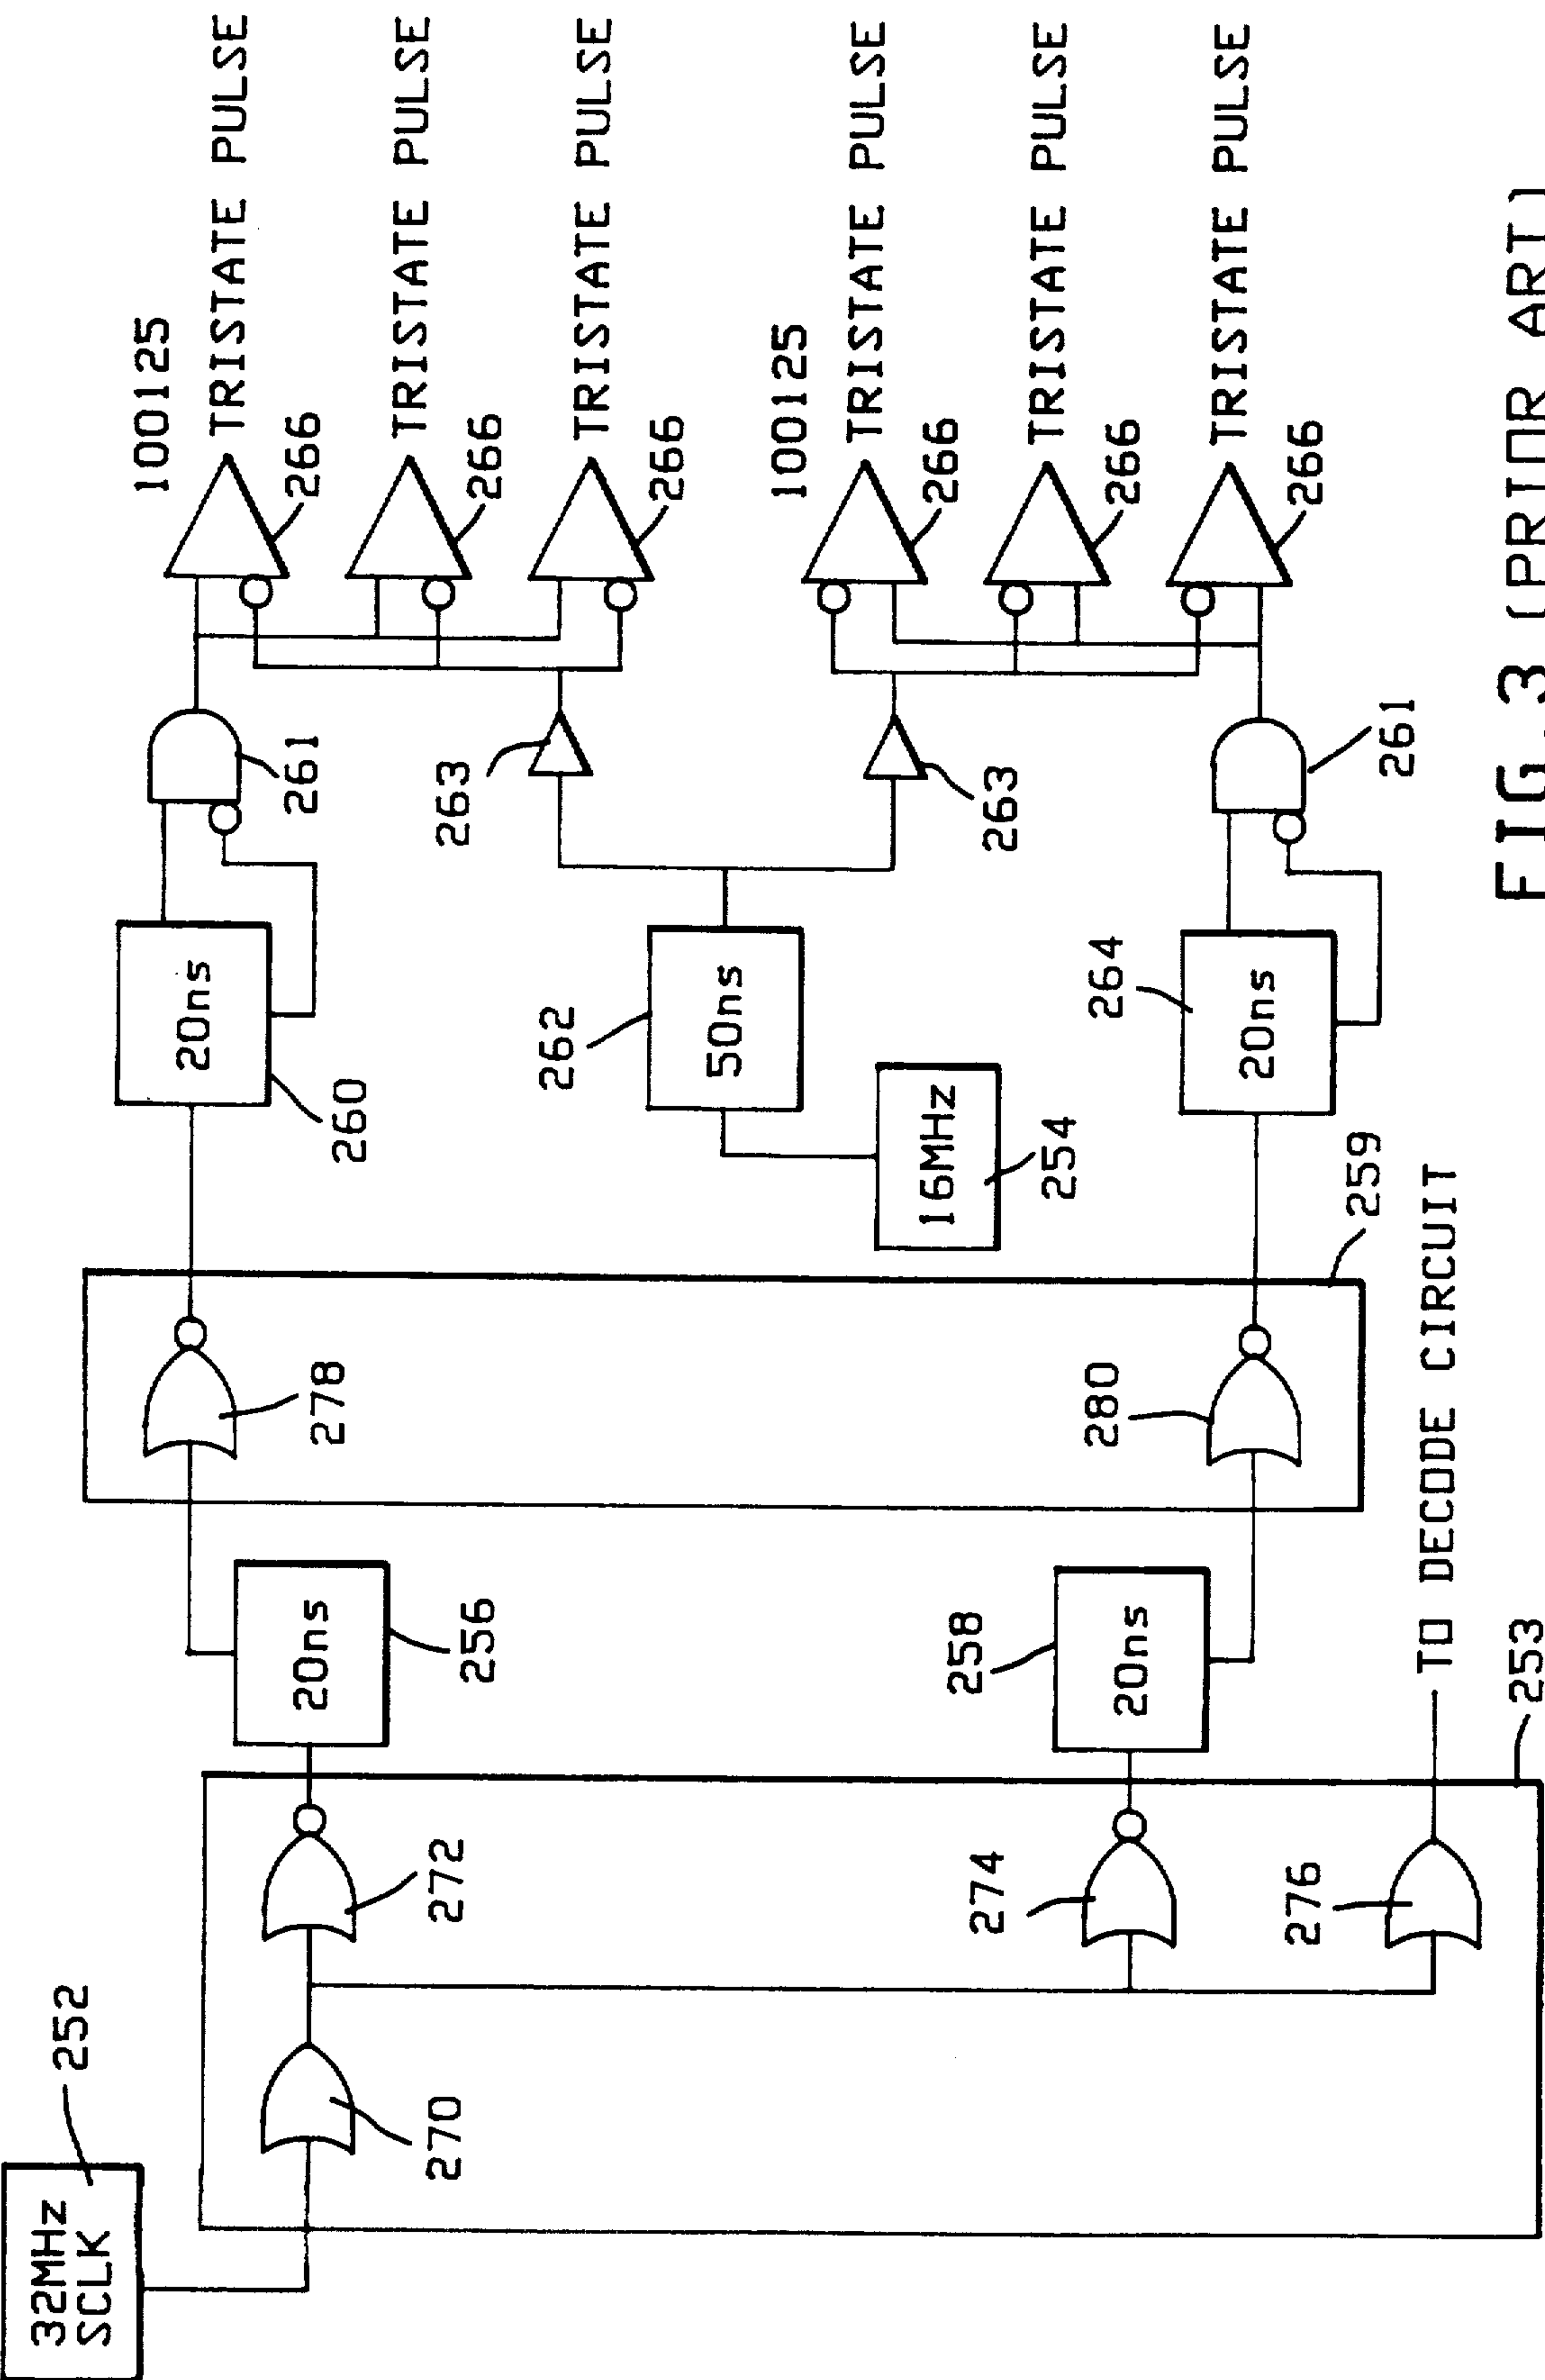 32MHz
SCLK
252
270
272
274
276
253
TO DECODE CIRCUIT
20ns
256
20ns
258
278
280
259
20ns
260
16MHz
254
50ns
262
20ns
264
261
263
263
261
100125
266
TRISTATE PULSE
266
TRISTATE PULSE
266
TRISTATE PULSE
100125
266
TRISTATE PULSE
266
TRISTATE PULSE
266
TRISTATE PULSE
FIG.3 (PRIOR ART)